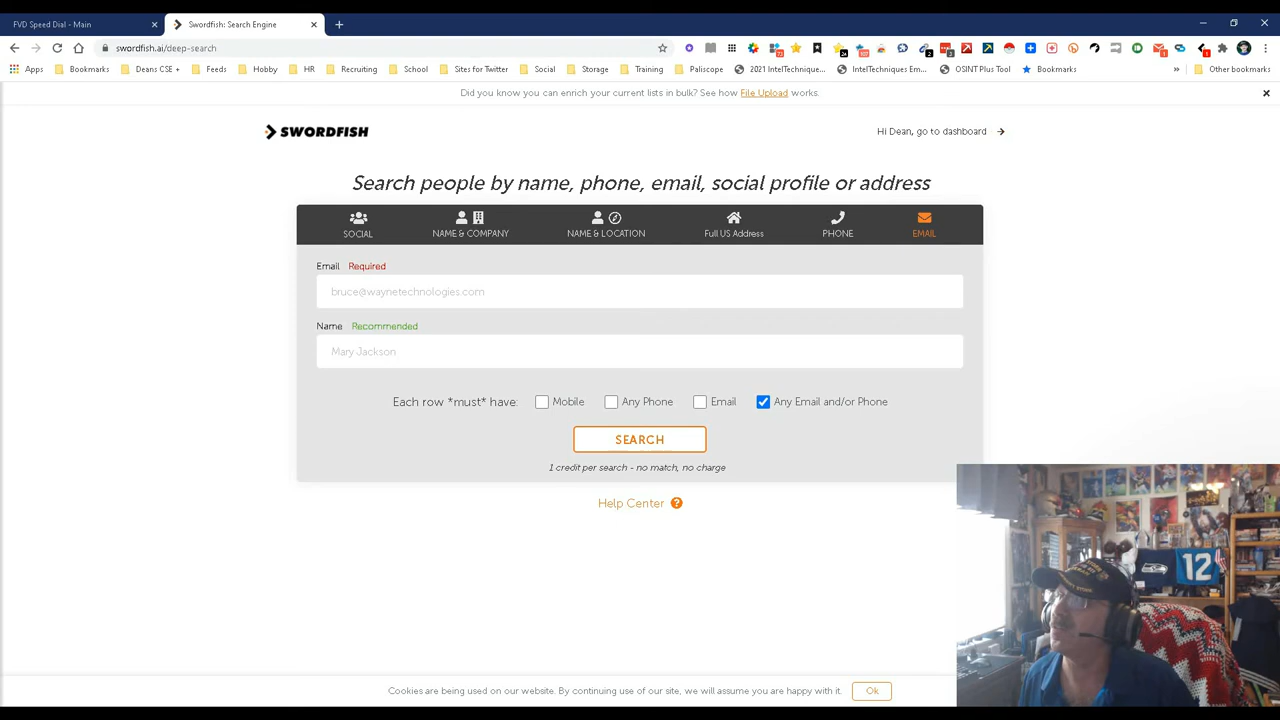 FVD Speed Dial - Main
Swordfish: Search Engine
swordfish.ai/deep-search
Apps Bookmarks Deans CSE + Feeds Hobby HR Recruiting School Sites for Twitter Social Storage Training Paliscope 2021 IntelTechnique... IntelTechniques Em... OSINT Plus Tool Bookmarks » Other bookmarks
Did you know you can enrich your current lists in bulk? See how File Upload works.
SWORDFISH
Hi Dean, go to dashboard
Search people by name, phone, email, social profile or address
SOCIAL NAME & COMPANY NAME & LOCATION Full US Address PHONE EMAIL
Email Required
bruce@waynetechnologies.com
Name Recommended
Mary Jackson
Each row *must* have: Mobile Any Phone Email Any Email and/or Phone
SEARCH
1 credit per search - no match, no charge
Help Center ?
12
Cookies are being used on our website. By continuing use of our site, we will assume you are happy with it. Ok